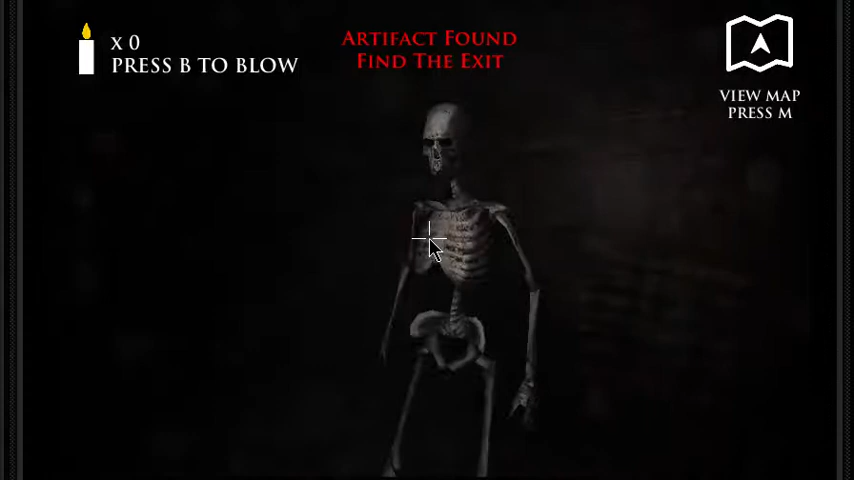 x 0
PRESS B TO BLOW
ARTIFACT FOUND
FIND THE EXIT
VIEW MAP
PRESS M